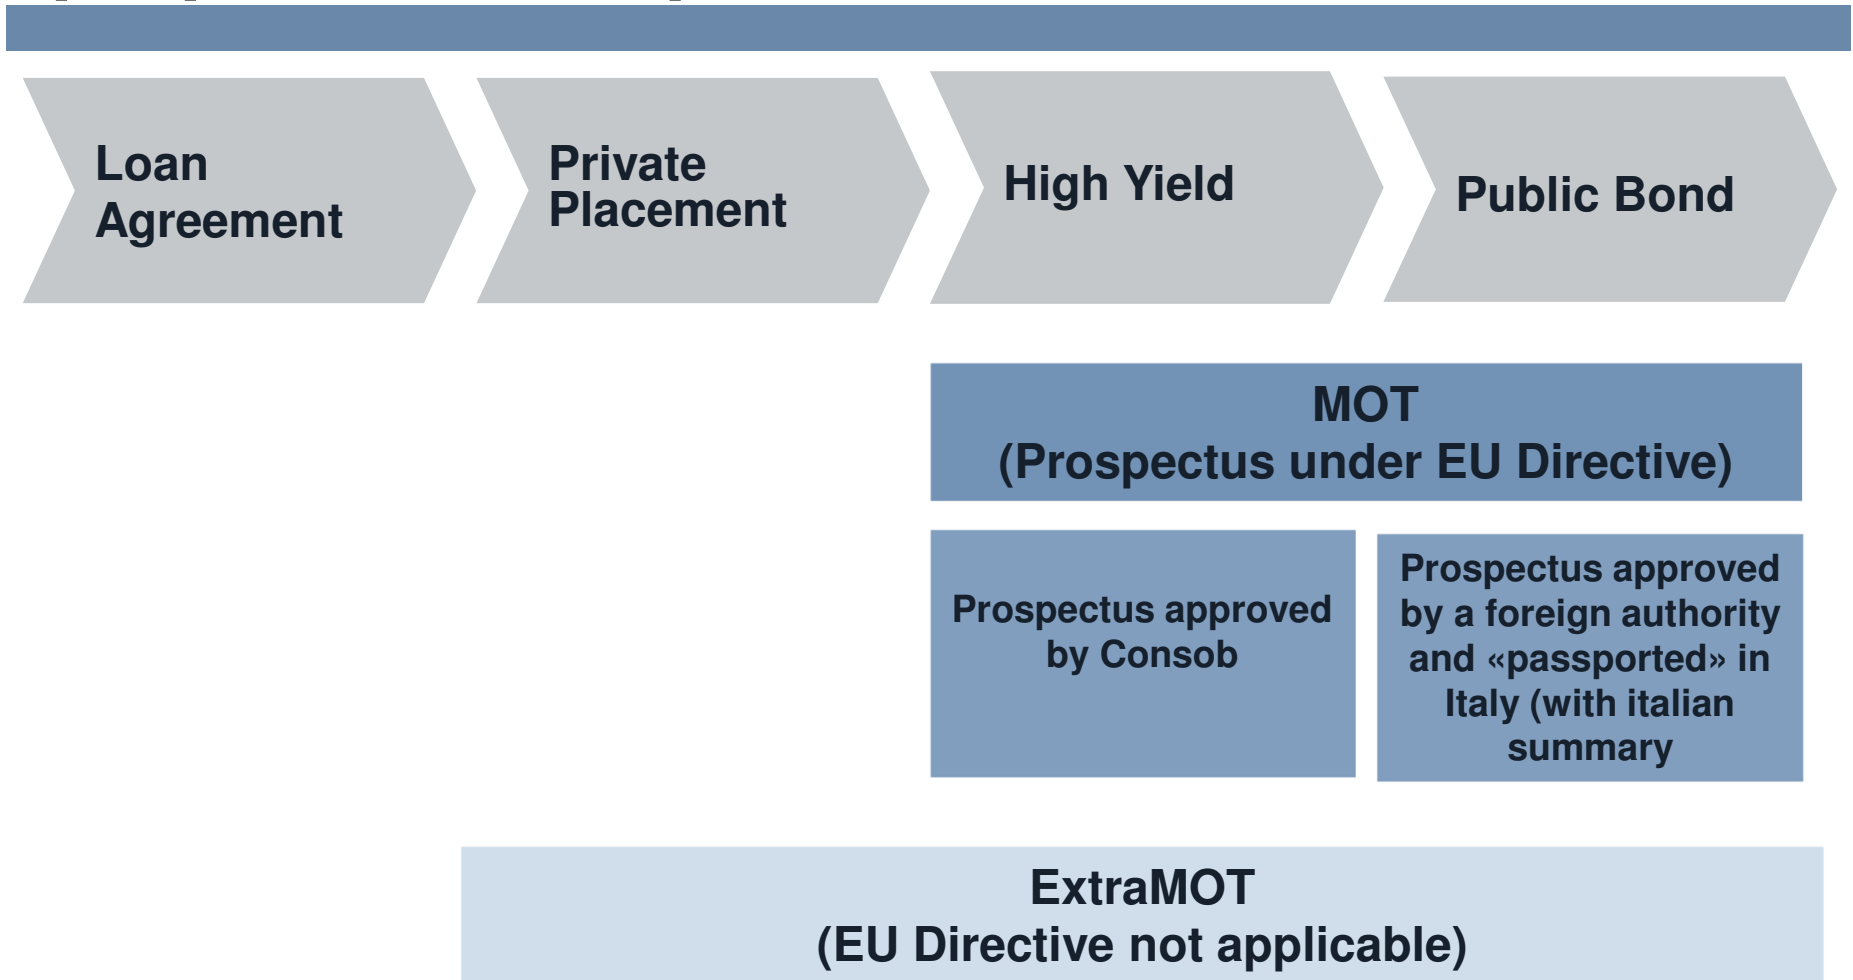 Loan
Agreement
Private
Placement
High Yield
Public Bond
MOT
(Prospectus under EU Directive)
Prospectus approved
by Consob
Prospectus approved
by a foreign authority
and «passported» in
Italy (with italian
summary
ExtraMOT
(EU Directive not applicable)